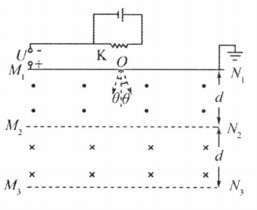 U -
K
+
M₁ O N₁
θ θ
d
M₂ N₂
d
M₃ N₃